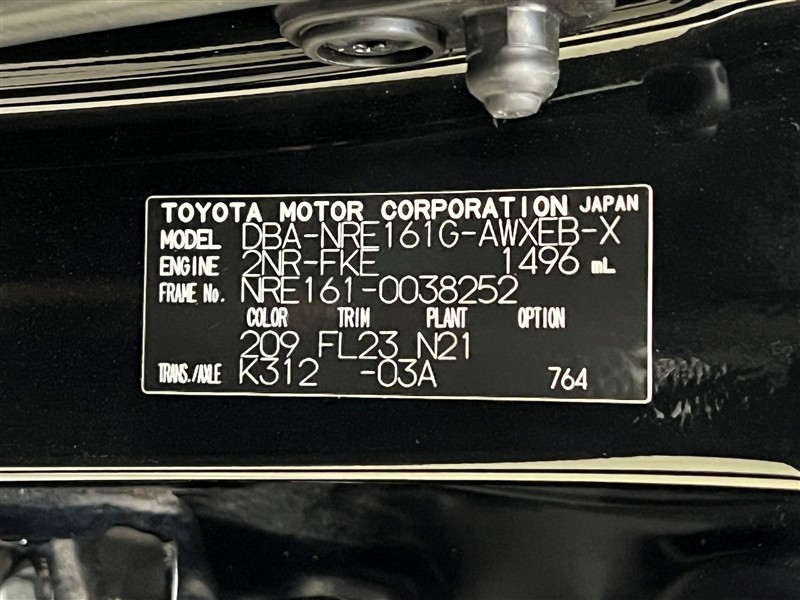 TOYOTA MOTOR CORPORATION JAPAN
MODEL DBA-NRE161G-AWXEB-X
ENGINE 2NR-FKE 1496 mL
FRAME No. NRE161-0038252
COLOR TRIM PLANT OPTION
209 FL23 N21
TRANS./AXLE K312 -03A 764